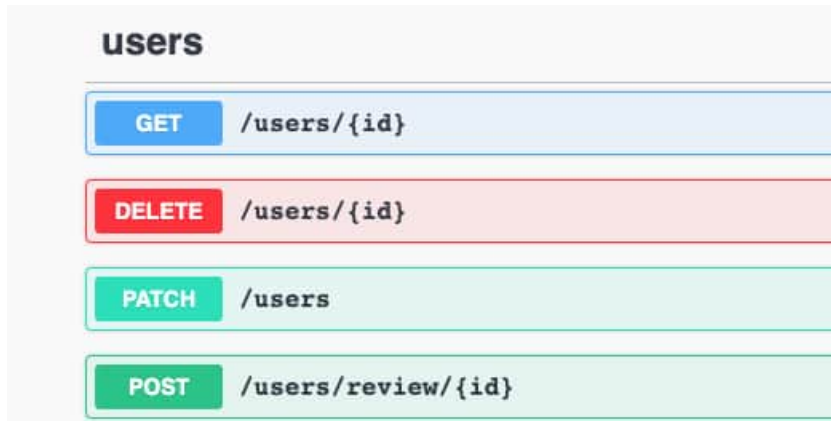 users
GET /users/{id}
DELETE /users/{id}
PATCH /users
POST /users/review/{id}